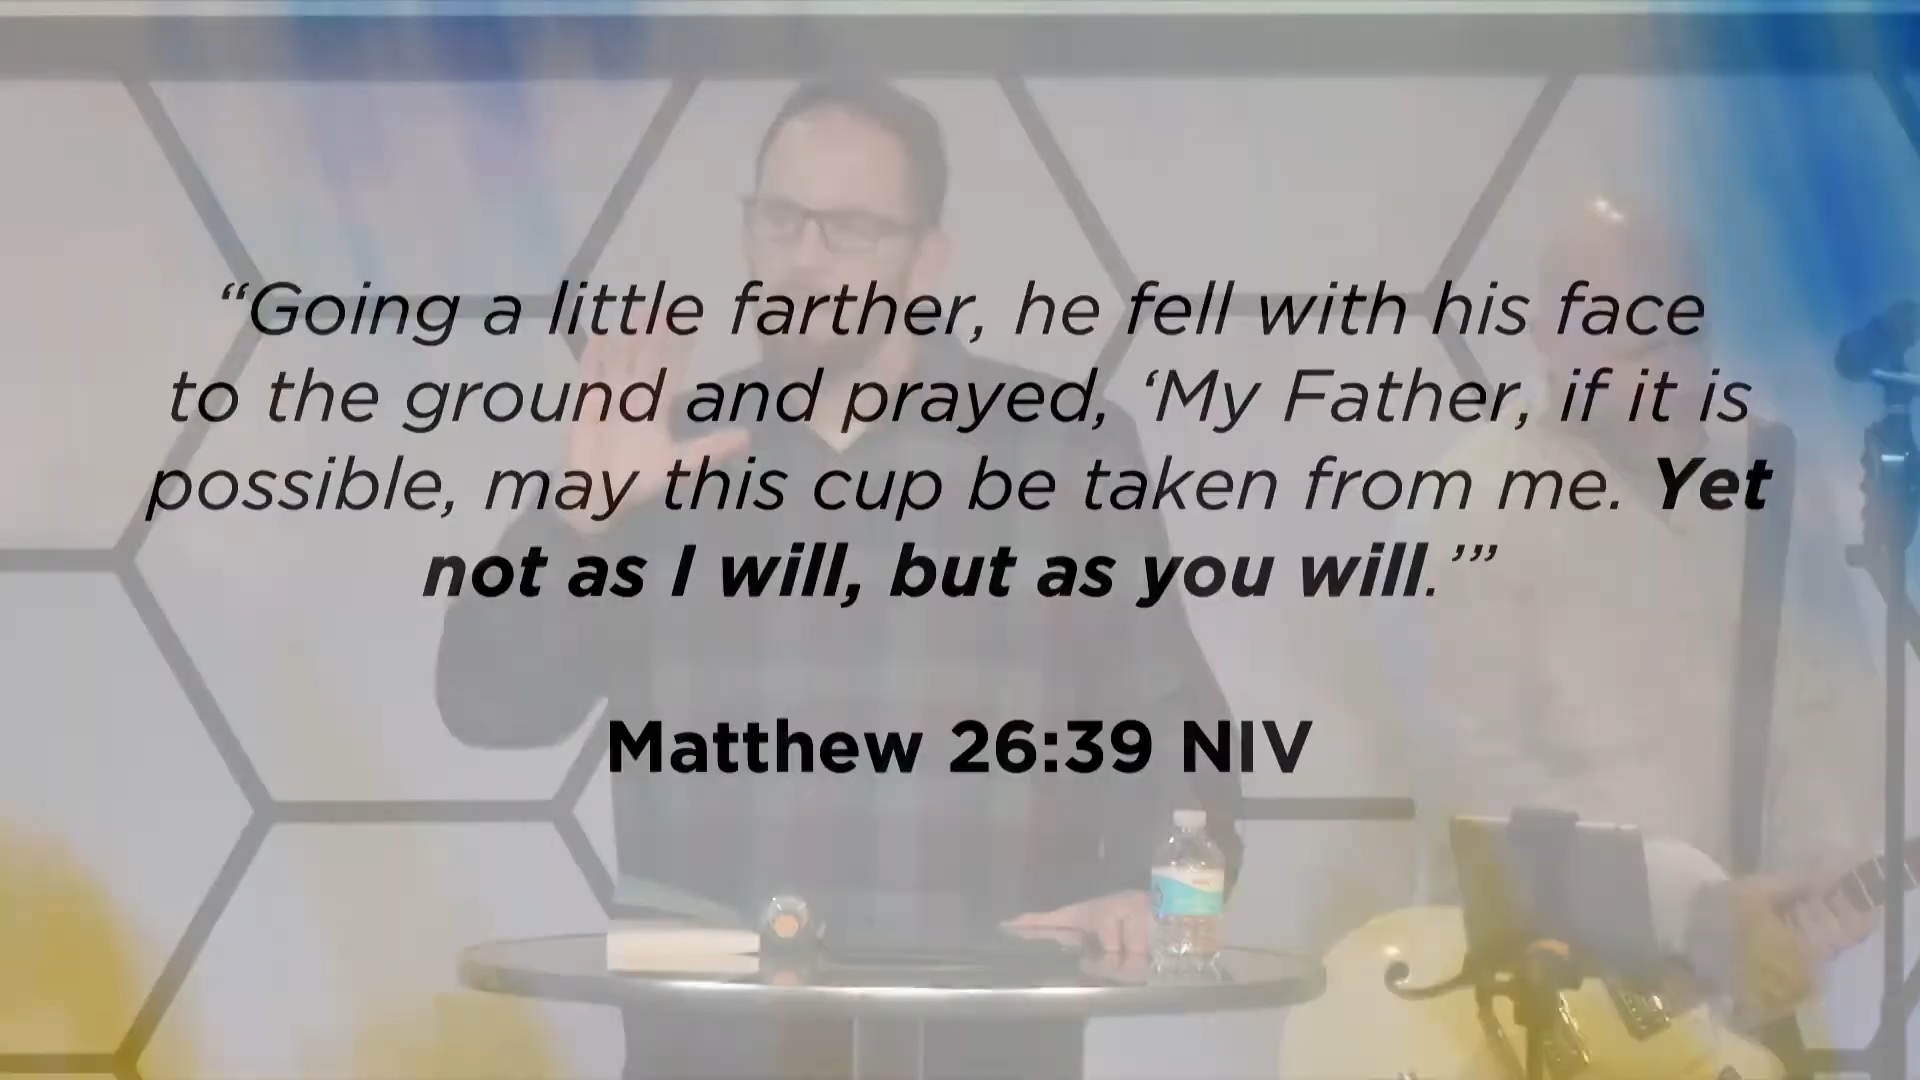 “Going a little farther, he fell with his face
to the ground and prayed, ‘My Father, if it is
possible, may this cup be taken from me. Yet
not as I will, but as you will.’”
Matthew 26:39 NIV